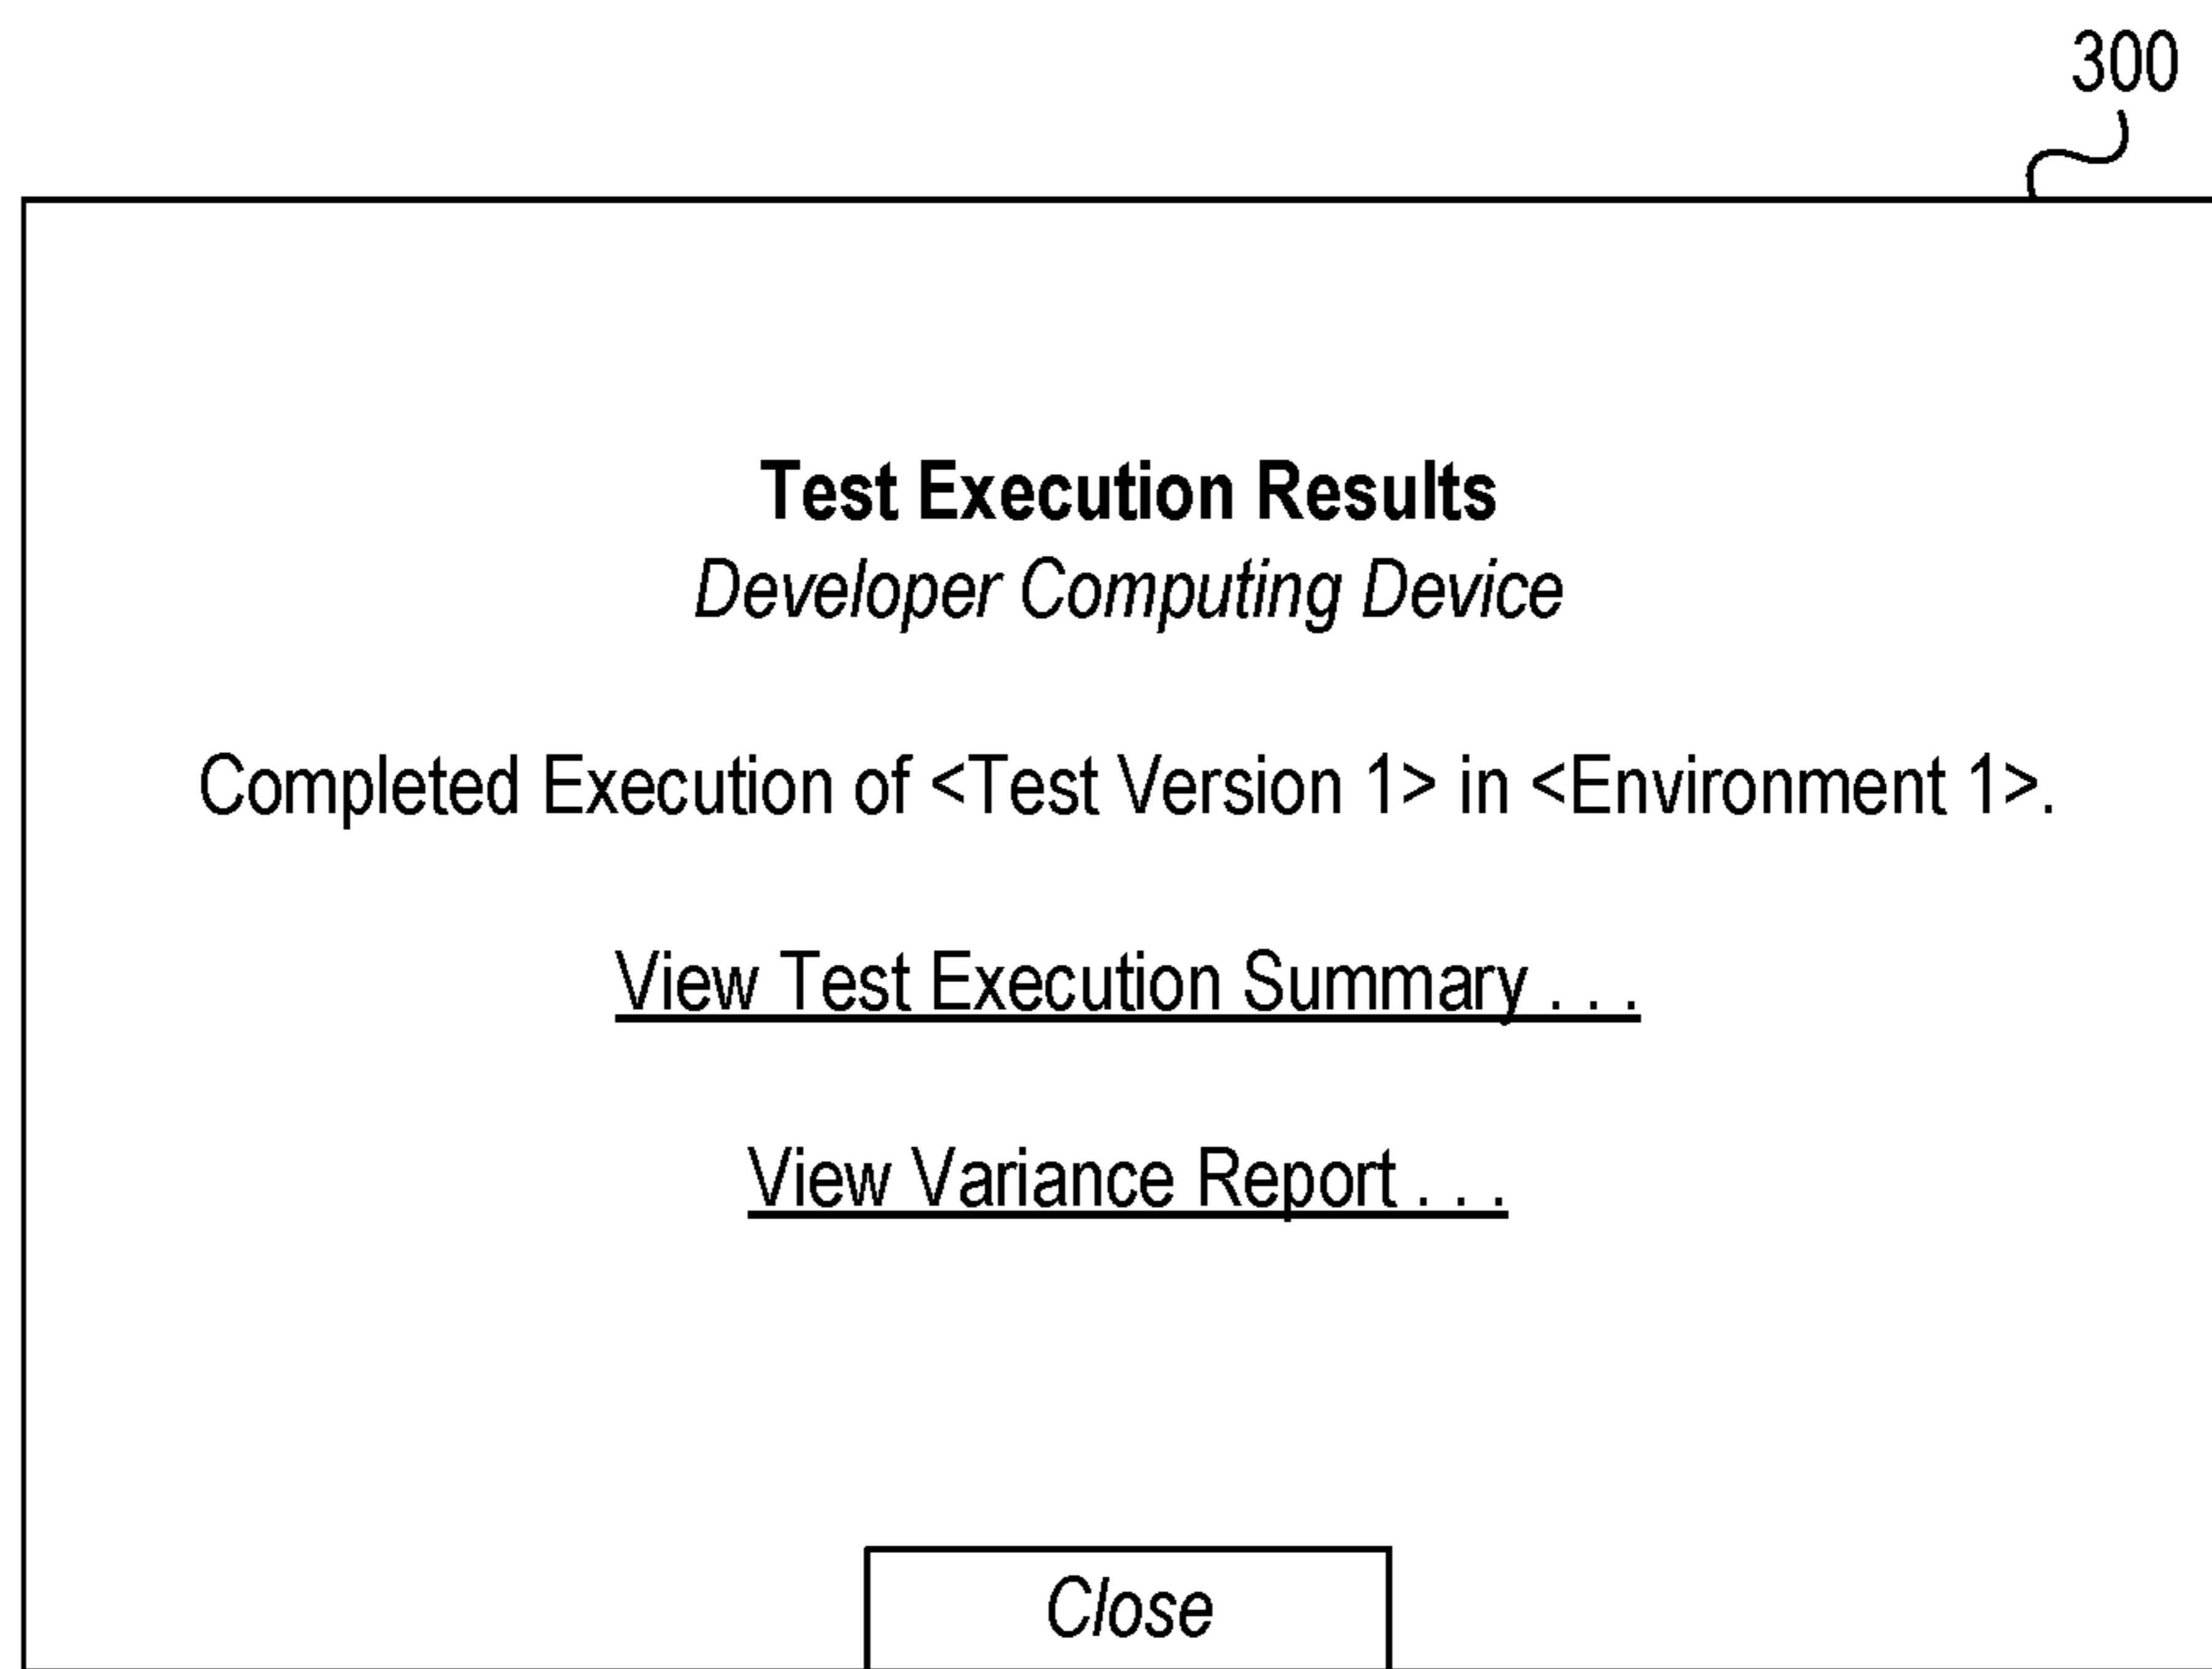 300
Test Execution Results
Developer Computing Device
Completed Execution of <Test Version 1> in <Environment 1>.
View Test Execution Summary . . .
View Variance Report . . .
Close